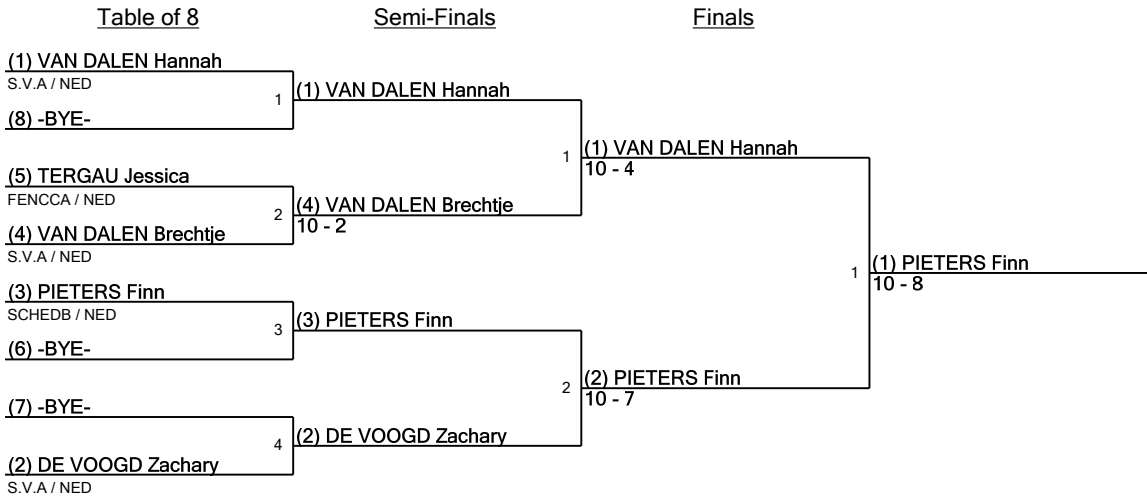 Table of 8
Semi-Finals
Finals
(1) VAN DALEN Hannah
S.V.A / NED
1
(8) -BYE-
(1) VAN DALEN Hannah
(5) TERGAU Jessica
FENCCA / NED
2
(4) VAN DALEN Brechtje
S.V.A / NED
(4) VAN DALEN Brechtje
10 - 2
1
(1) VAN DALEN Hannah
10 - 4
(3) PIETERS Finn
SCHEDB / NED
3
(6) -BYE-
(3) PIETERS Finn
(7) -BYE-
4
(2) DE VOOGD Zachary
S.V.A / NED
(2) DE VOOGD Zachary
2
(2) PIETERS Finn
10 - 7
1
(1) PIETERS Finn
10 - 8